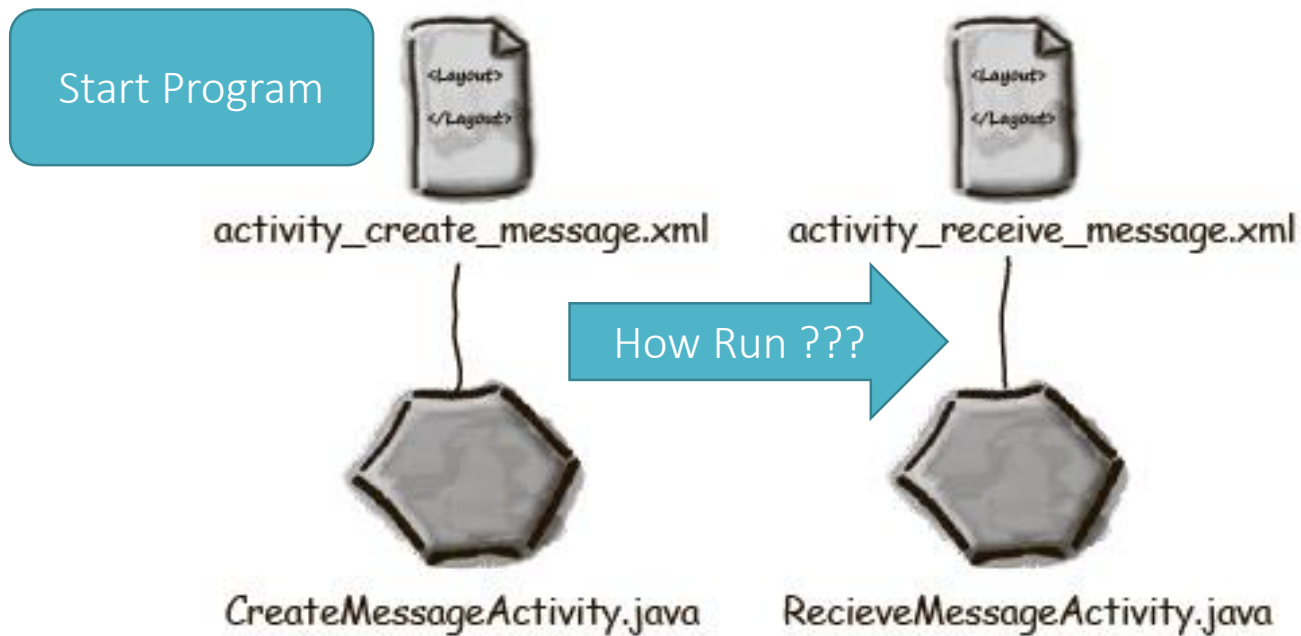 Start Program
<Layout>
</Layout>
activity_create_message.xml
<Layout>
</Layout>
activity_receive_message.xml
How Run ???
CreateMessageActivity.java
RecieveMessageActivity.java